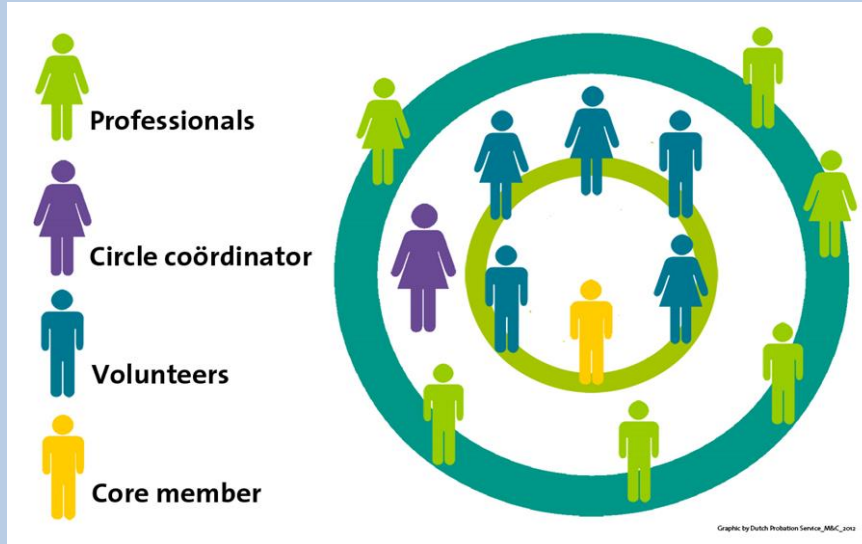 Professionals
Circle coördinator
Volunteers
Core member
Graphic by Dutch Probation Service_M&C_2012